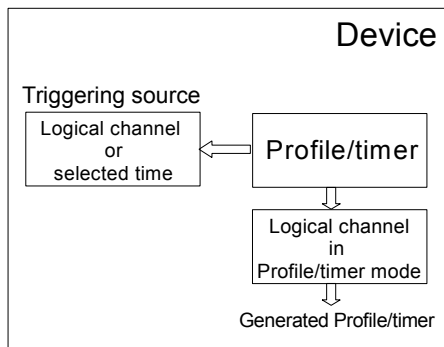 Device
Triggering source
Logical channel
or
selected time
Profile/timer
Logical channel
in
Profile/timer mode
Generated Profile/timer